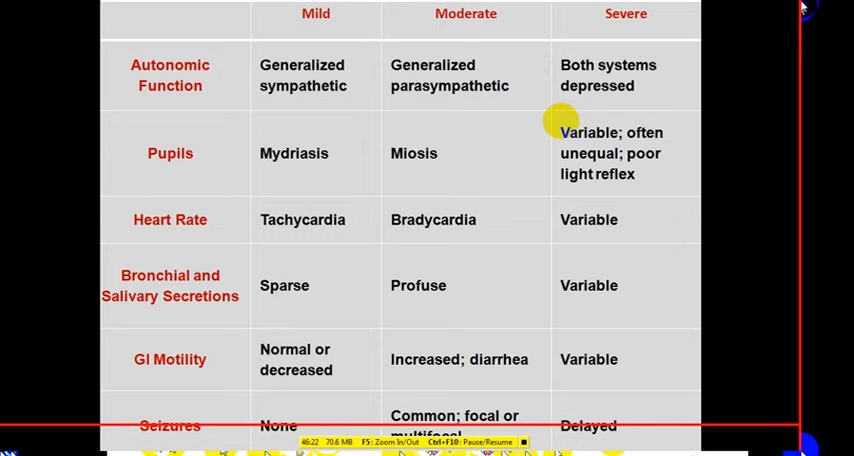 Mild Moderate Severe
Autonomic Function Generalized sympathetic Generalized parasympathetic Both systems depressed
Pupils Mydriasis Miosis Variable; often unequal; poor light reflex
Heart Rate Tachycardia Bradycardia Variable
Bronchial and Salivary Secretions Sparse Profuse Variable
GI Motility Normal or decreased Increased; diarrhea Variable
Seizures None Common; focal or multifocal Delayed
46:22 70.6 MB F5: Zoom In/Out Ctrl+F10: Pause/Resume